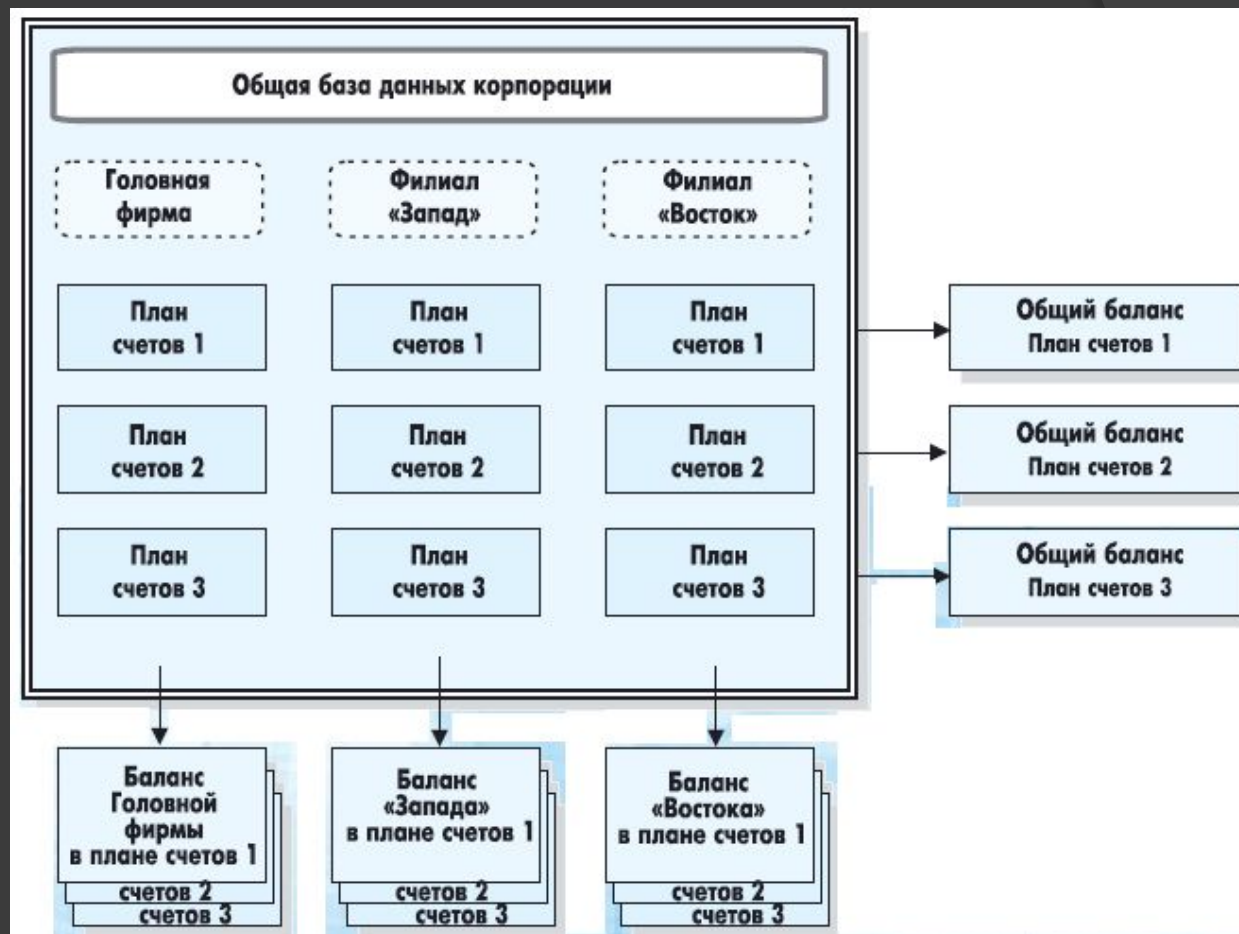 Общая база данных корпорации
Головная
фирма
Филиал
«Запад»
Филиал
«Восток»
План
счетов 1
План
счетов 1
План
счетов 1
Общий баланс
План счетов 1
План
счетов 2
План
счетов 2
План
счетов 2
Общий баланс
План счетов 2
План
счетов 3
План
счетов 3
План
счетов 3
Общий баланс
План счетов 3
Баланс
Головной
фирмы
в плане счетов 1
счетов 2
счетов 3
Баланс
«Запада»
в плане счетов 1
счетов 2
счетов 3
Баланс
«Востока»
в плане счетов 1
счетов 2
счетов 3